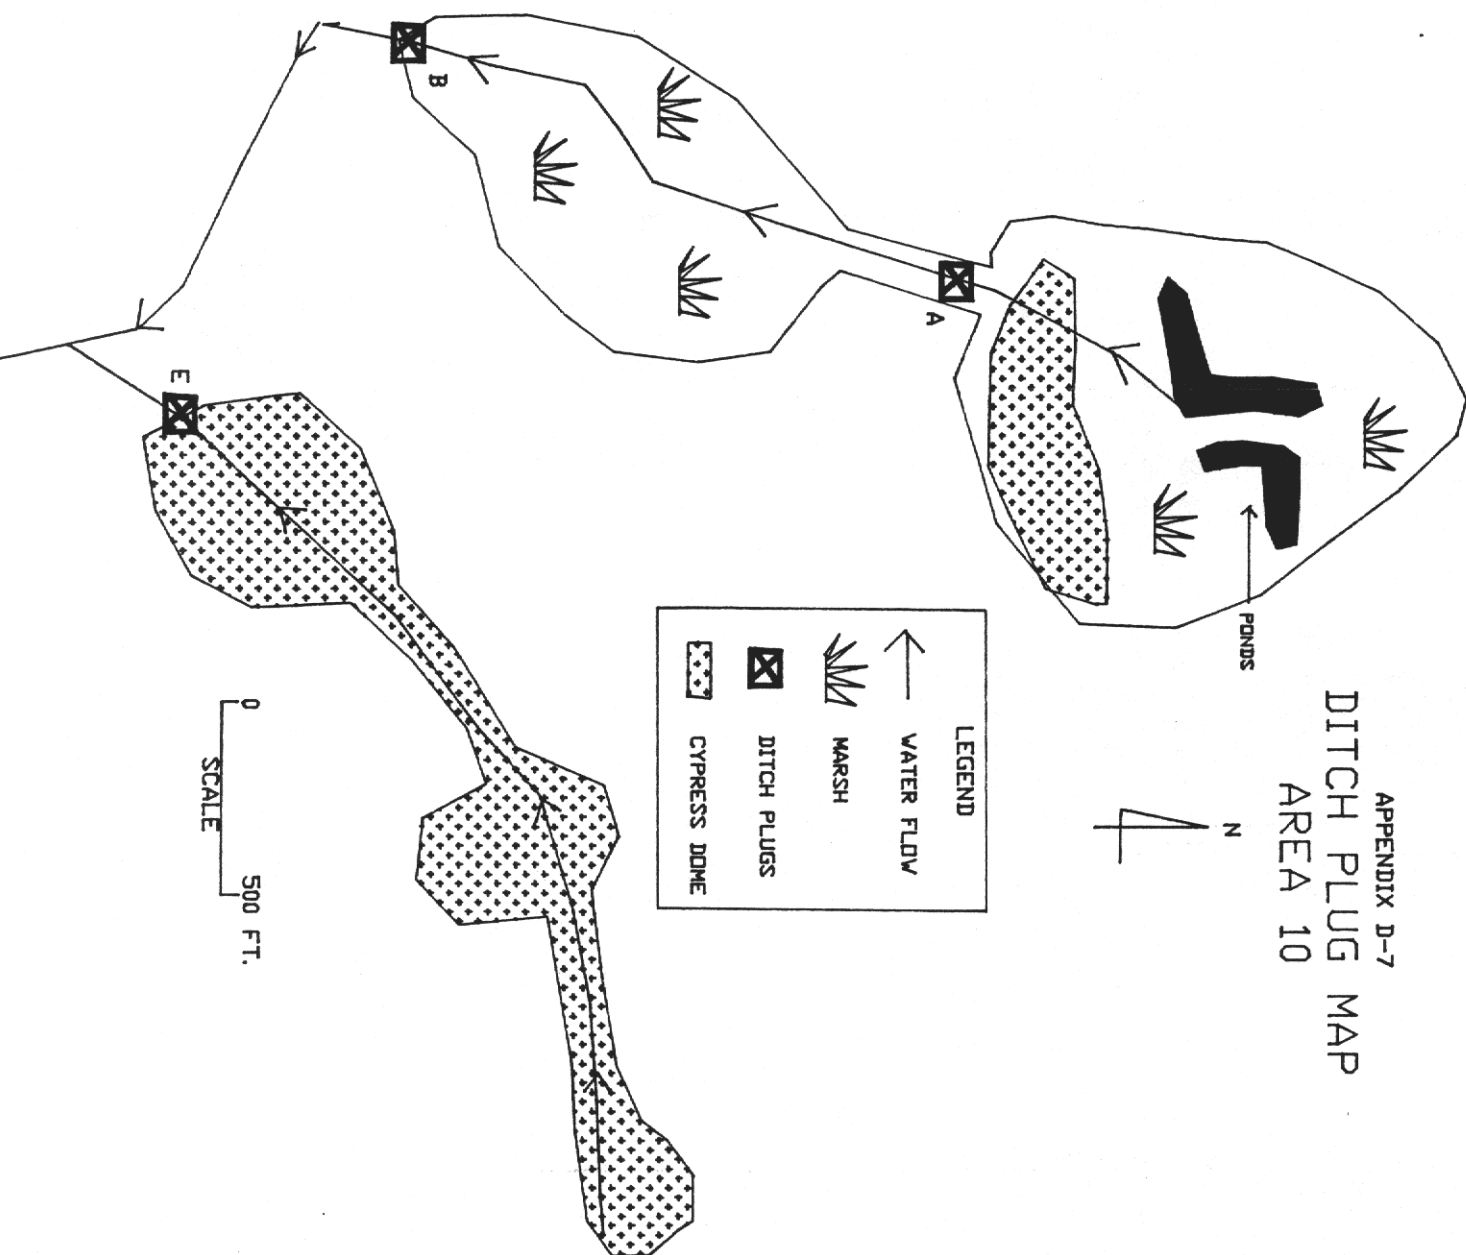 APPENDIX D-7
DITCH PLUG MAP
AREA 10
N
PONDS
A
B
E
LEGEND
WATER FLOW
MARSH
DITCH PLUGS
CYPRESS DOME
0
500 FT.
SCALE